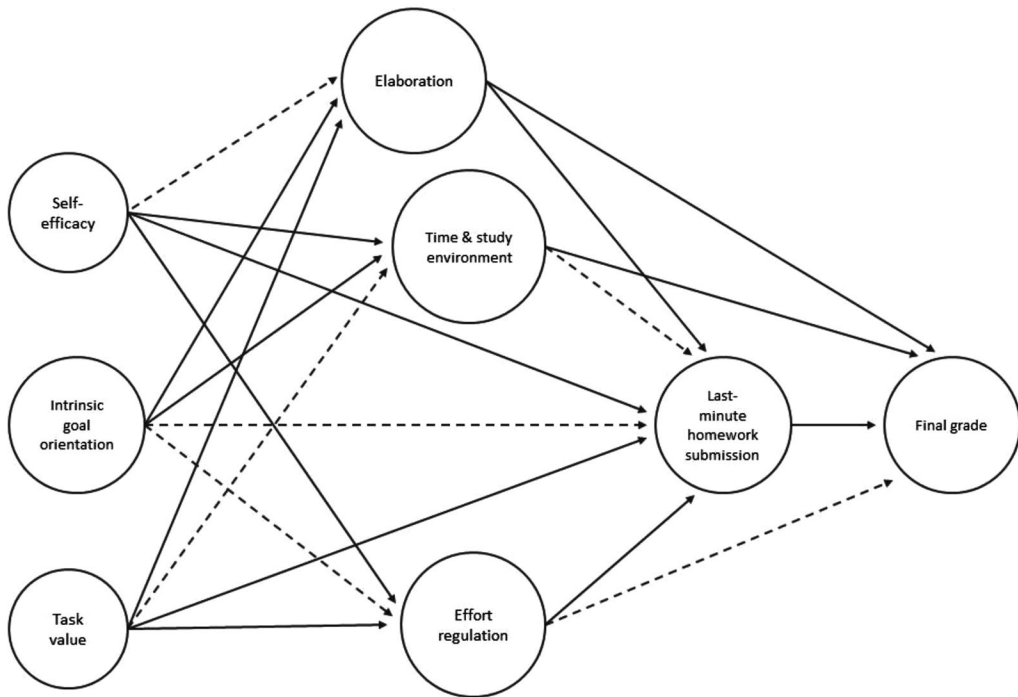 Elaboration
Self-
efficacy
Time & study
environment
Intrinsic
goal
orientation
Last-
minute
homework
submission
Final grade
Task
value
Effort
regulation